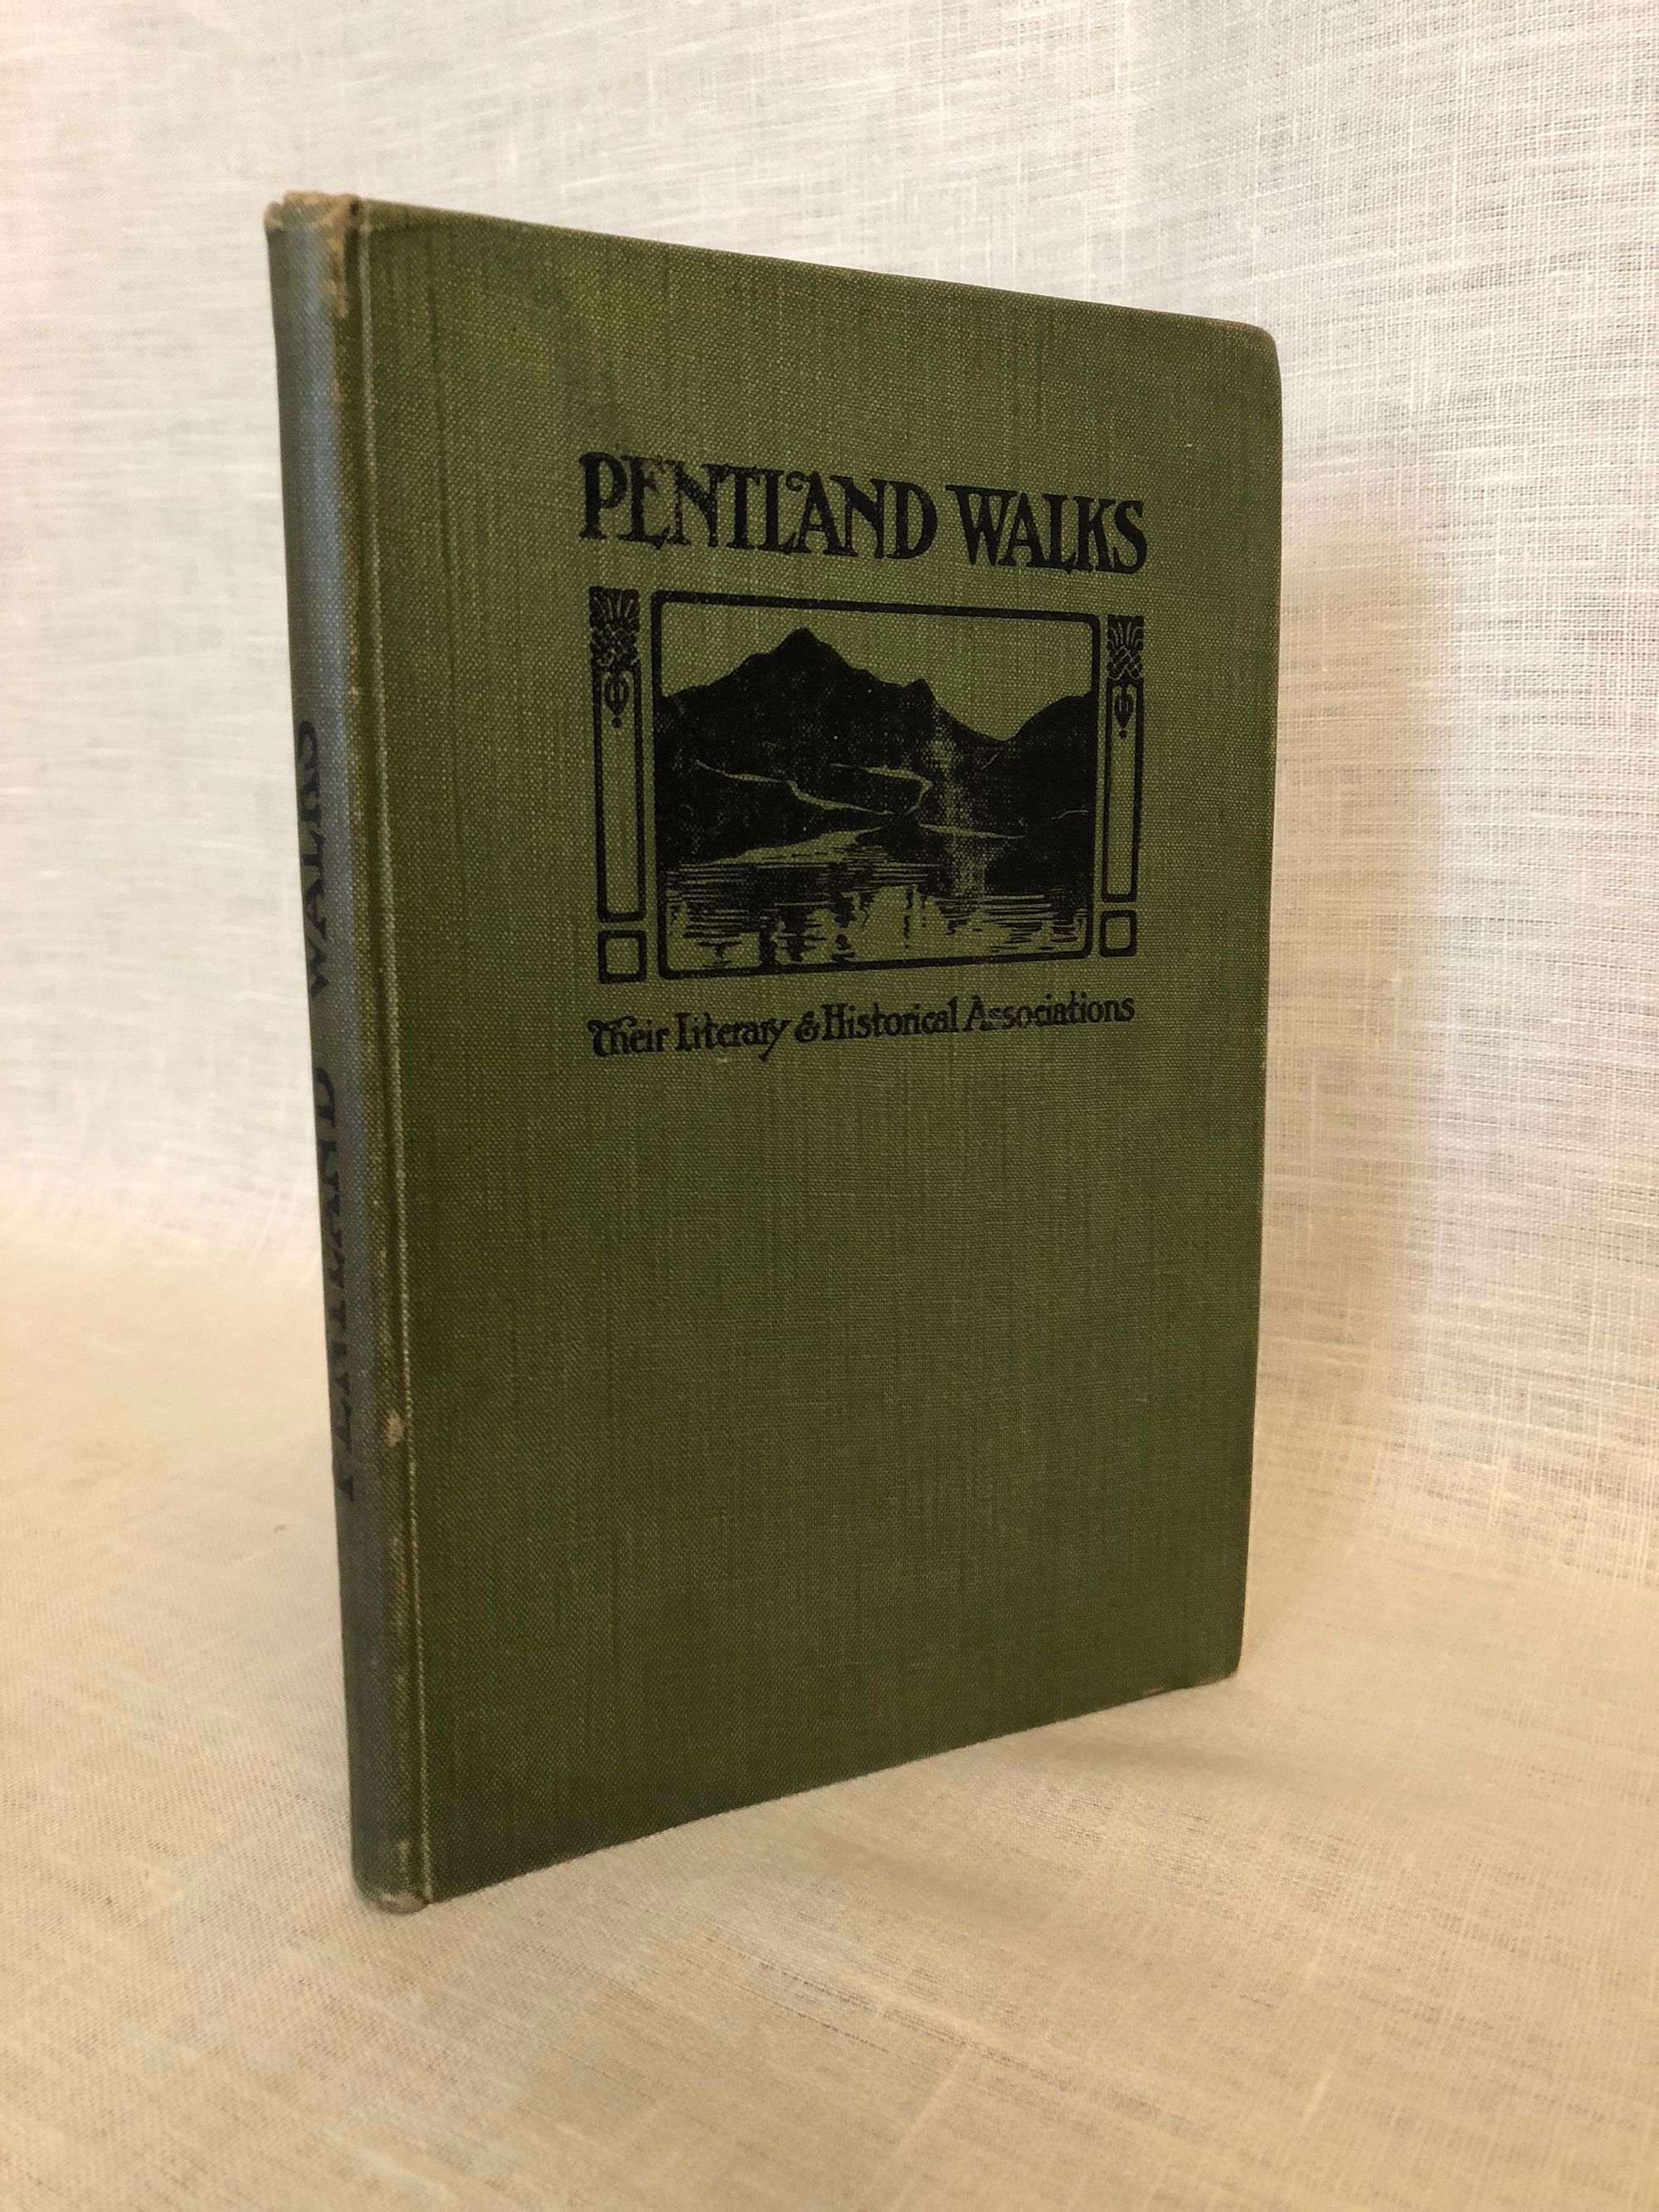 PENTLAND WALKS
Their Literary & Historical Associations
PENTLAND WALKS